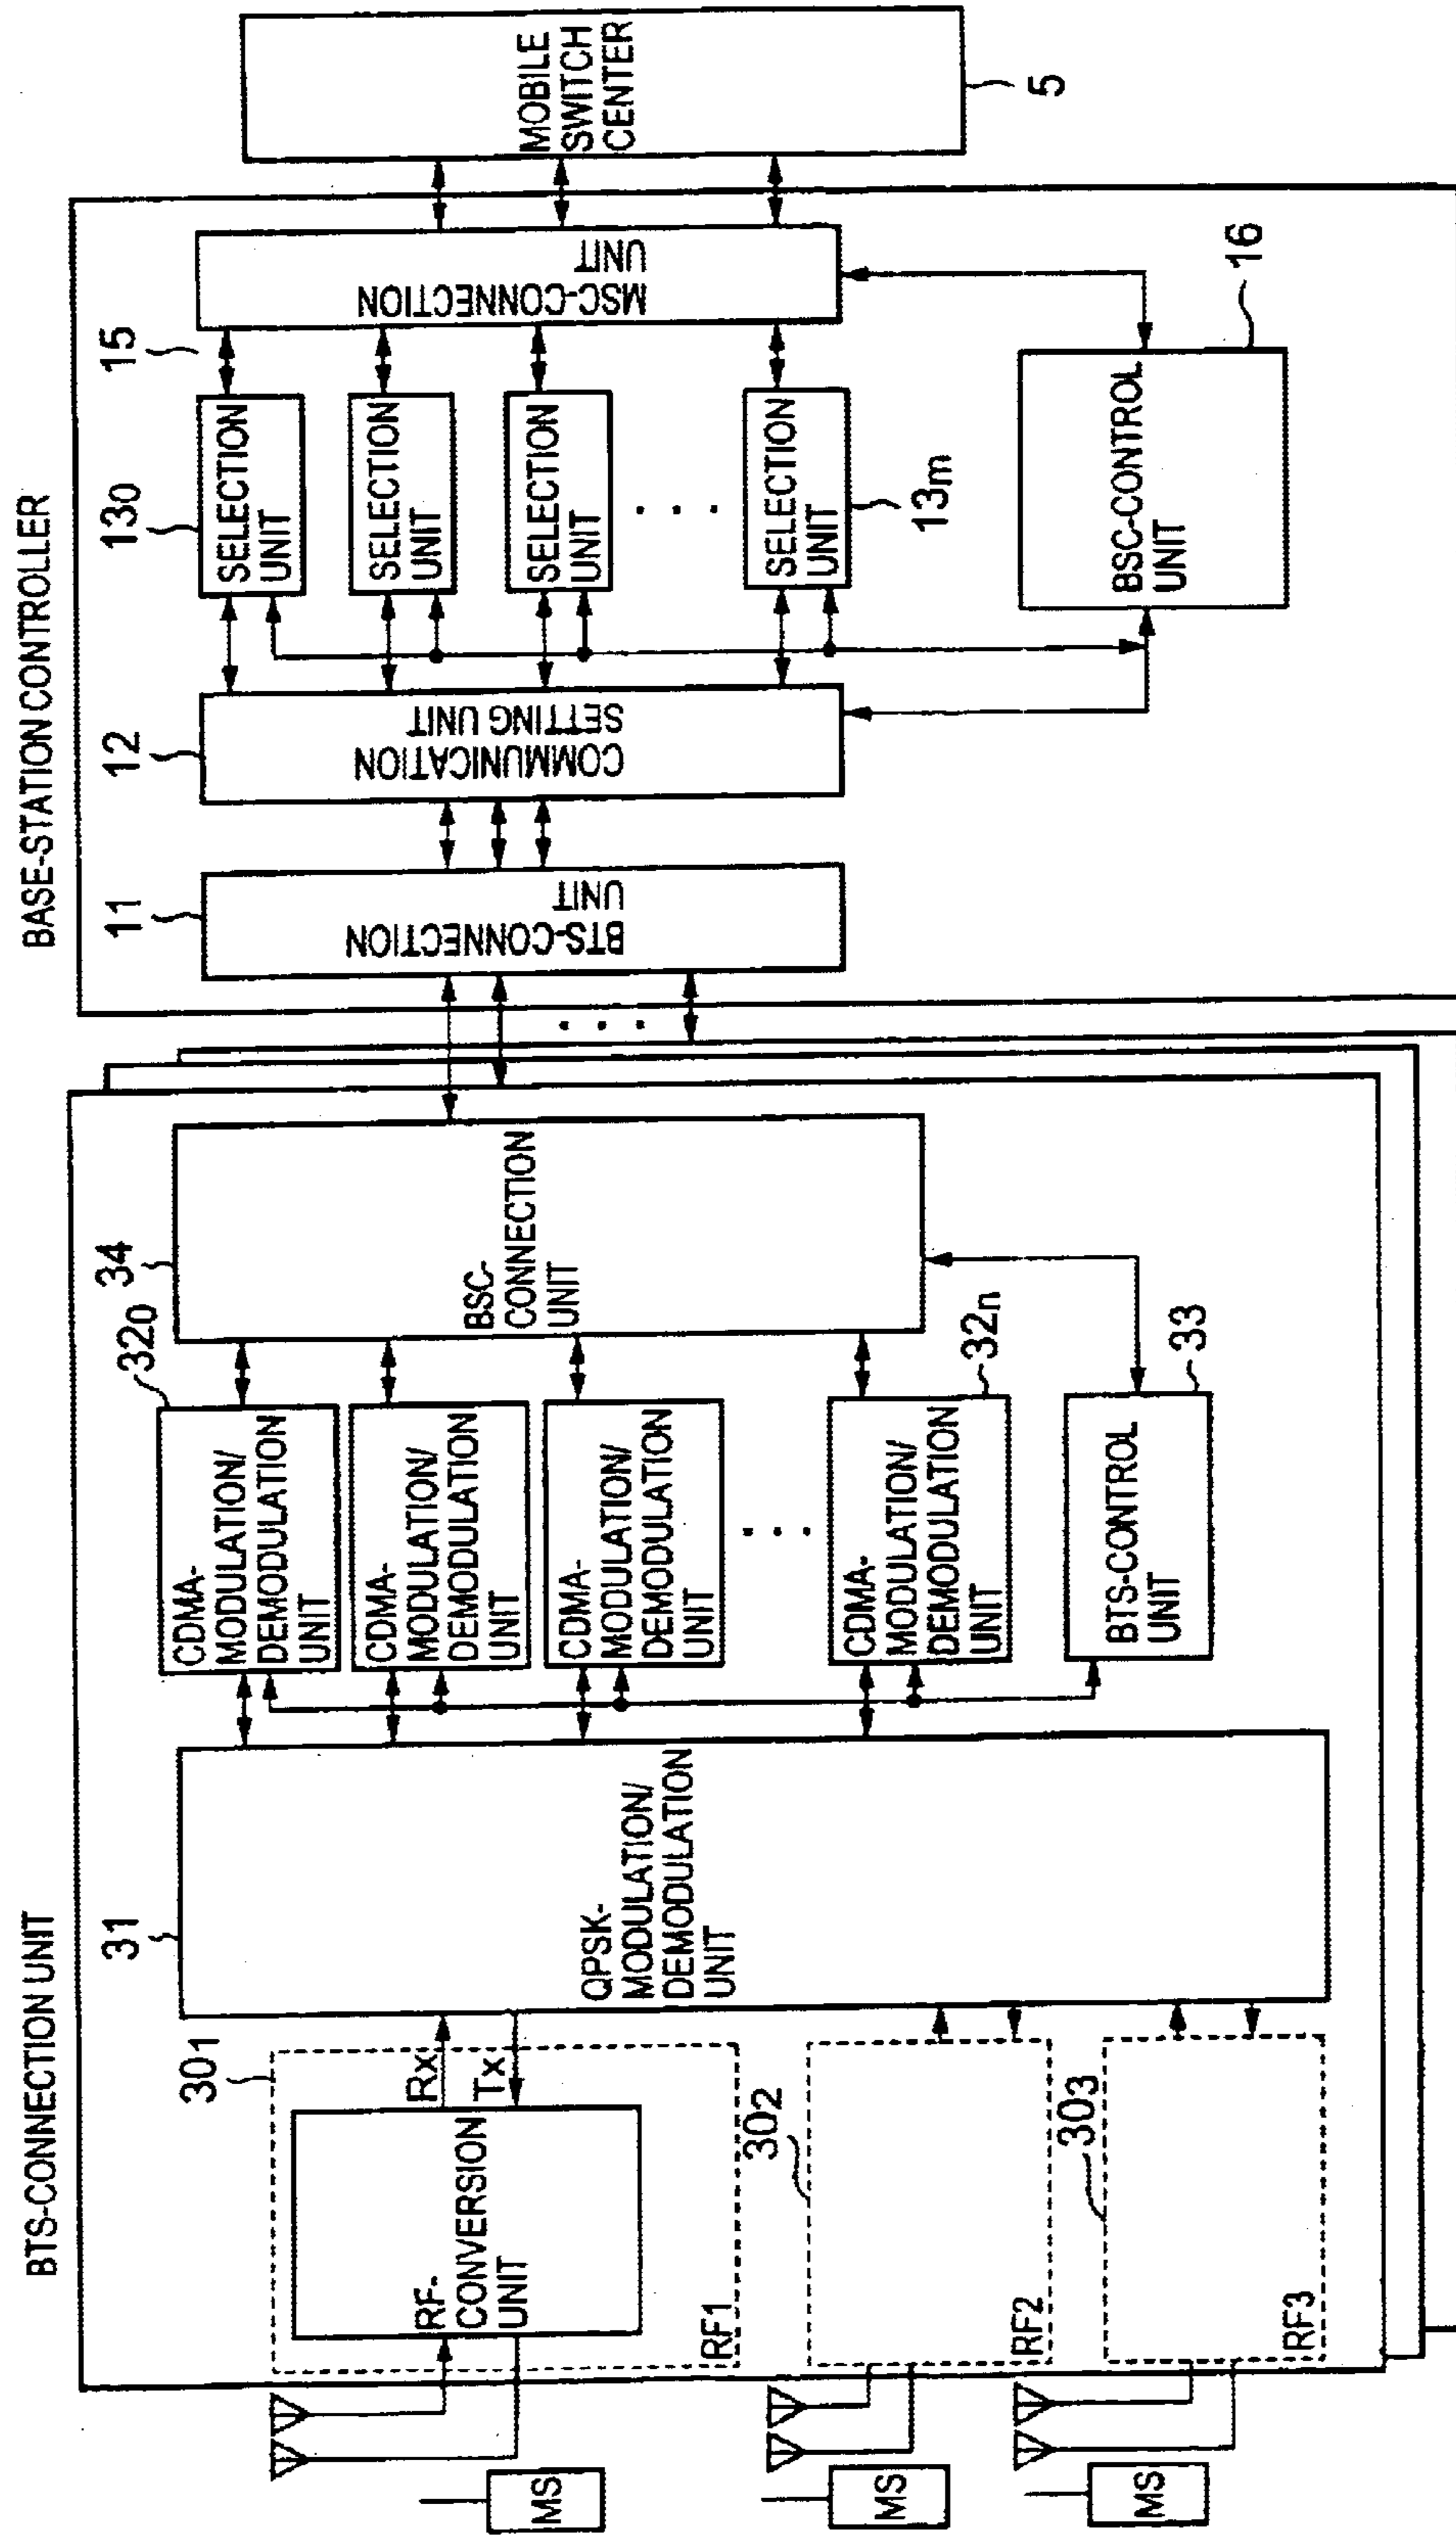 BTS-CONNECTION UNIT
BASE-STATION CONTROLLER
MS
MS
MS
301
RF-
CONVERSION
UNIT
Rx
Tx
RF1
302
RF2
303
RF3
31
QPSK-
MODULATION/
DEMODULATION
UNIT
320
CDMA-
MODULATION/
DEMODULATION
UNIT
CDMA-
MODULATION/
DEMODULATION
UNIT
CDMA-
MODULATION/
DEMODULATION
UNIT
. . .
CDMA-
MODULATION/
DEMODULATION
UNIT
32n
BTS-CONTROL
UNIT
33
34
BSC-
CONNECTION
UNIT
. . .
11
BTS-CONNECTION
UNIT
12
COMMUNICATION
SETTING UNIT
130
SELECTION
UNIT
SELECTION
UNIT
SELECTION
UNIT
. . .
SELECTION
UNIT
13m
15
MSC-CONNECTION
UNIT
BSC-CONTROL
UNIT
16
MOBILE
SWITCH
CENTER
5